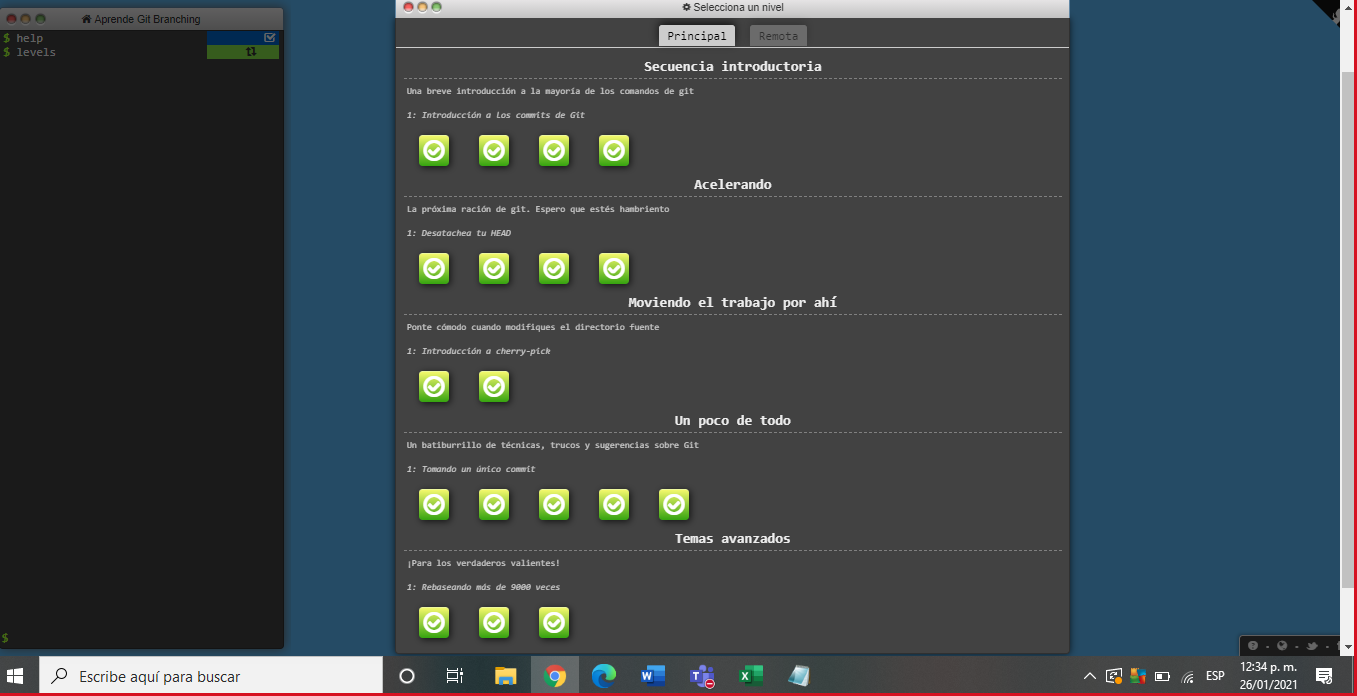 Aprende Git Branching
$ help
$ levels
$
Selecciona un nivel
Principal Remota
Secuencia introductoria
Una breve introducción a la mayoría de los comandos de git
1: Introducción a los commits de Git
Acelerando
La próxima ración de git. Espero que estés hambriento
1: Desatachea tu HEAD
Moviendo el trabajo por ahí
Ponte cómodo cuando modifiques el directorio fuente
1: Introducción a cherry-pick
Un poco de todo
Un batiburrillo de técnicas, trucos y sugerencias sobre Git
1: Tomando un único commit
Temas avanzados
¡Para los verdaderos valientes!
1: Rebaseando más de 9000 veces
Escribe aquí para buscar
ESP
12:34 p. m.
26/01/2021